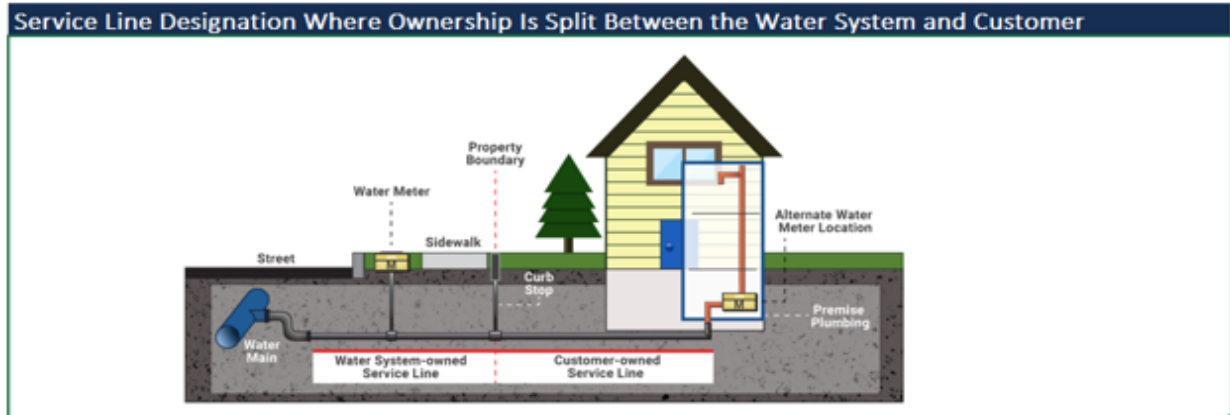 Service Line Designation Where Ownership Is Split Between the Water System and Customer
Property
Boundary
Water Meter
Alternate Water
Meter Location
Sidewalk
Street
M
Curb
Stop
M
Premise
Plumbing
Water
Main
Water System-owned
Service Line
Customer-owned
Service Line